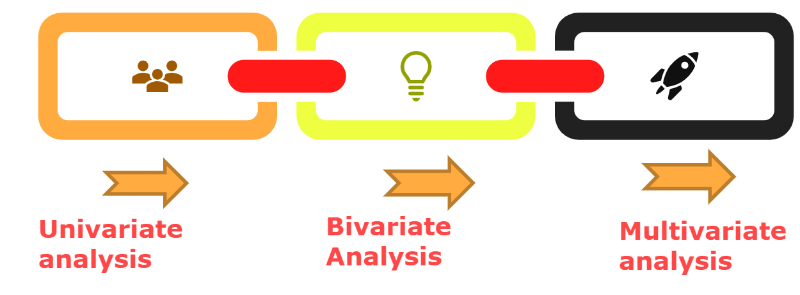 Univariate
analysis
Bivariate
Analysis
Multivariate
analysis